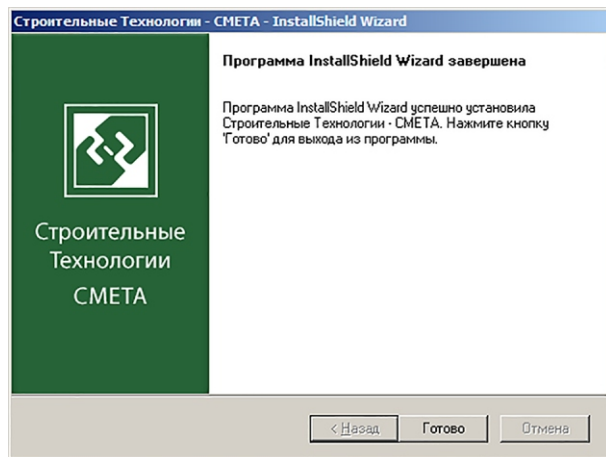 Строительные Технологии - СМЕТА - InstallShield Wizard
Программа InstallShield Wizard завершена
Программа InstallShield Wizard успешно установила
Строительные Технологии - СМЕТА. Нажмите кнопку
'Готово' для выхода из программы.
Строительные
Технологии
СМЕТА
< Назад
Готово
Отмена